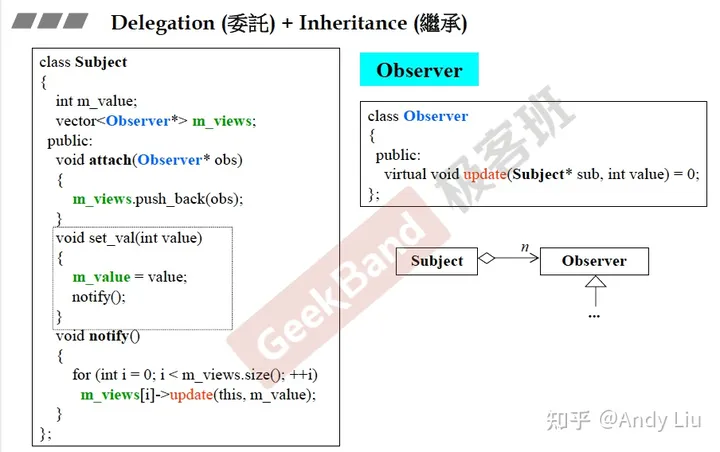 Delegation (委託) + Inheritance (繼承)
class Subject
{
int m_value;
vector<Observer*> m_views;
public:
void attach(Observer* obs)
{
m_views.push_back(obs);
}
void set_val(int value)
{
m_value = value;
notify();
}
void notify()
{
for (int i = 0; i < m_views.size(); ++i)
m_views[i]->update(this, m_value);
}
};
Observer
class Observer
{
public:
virtual void update(Subject* sub, int value) = 0;
};
Subject
n
Observer
...
GeekBand 极客班
知乎 @Andy Liu